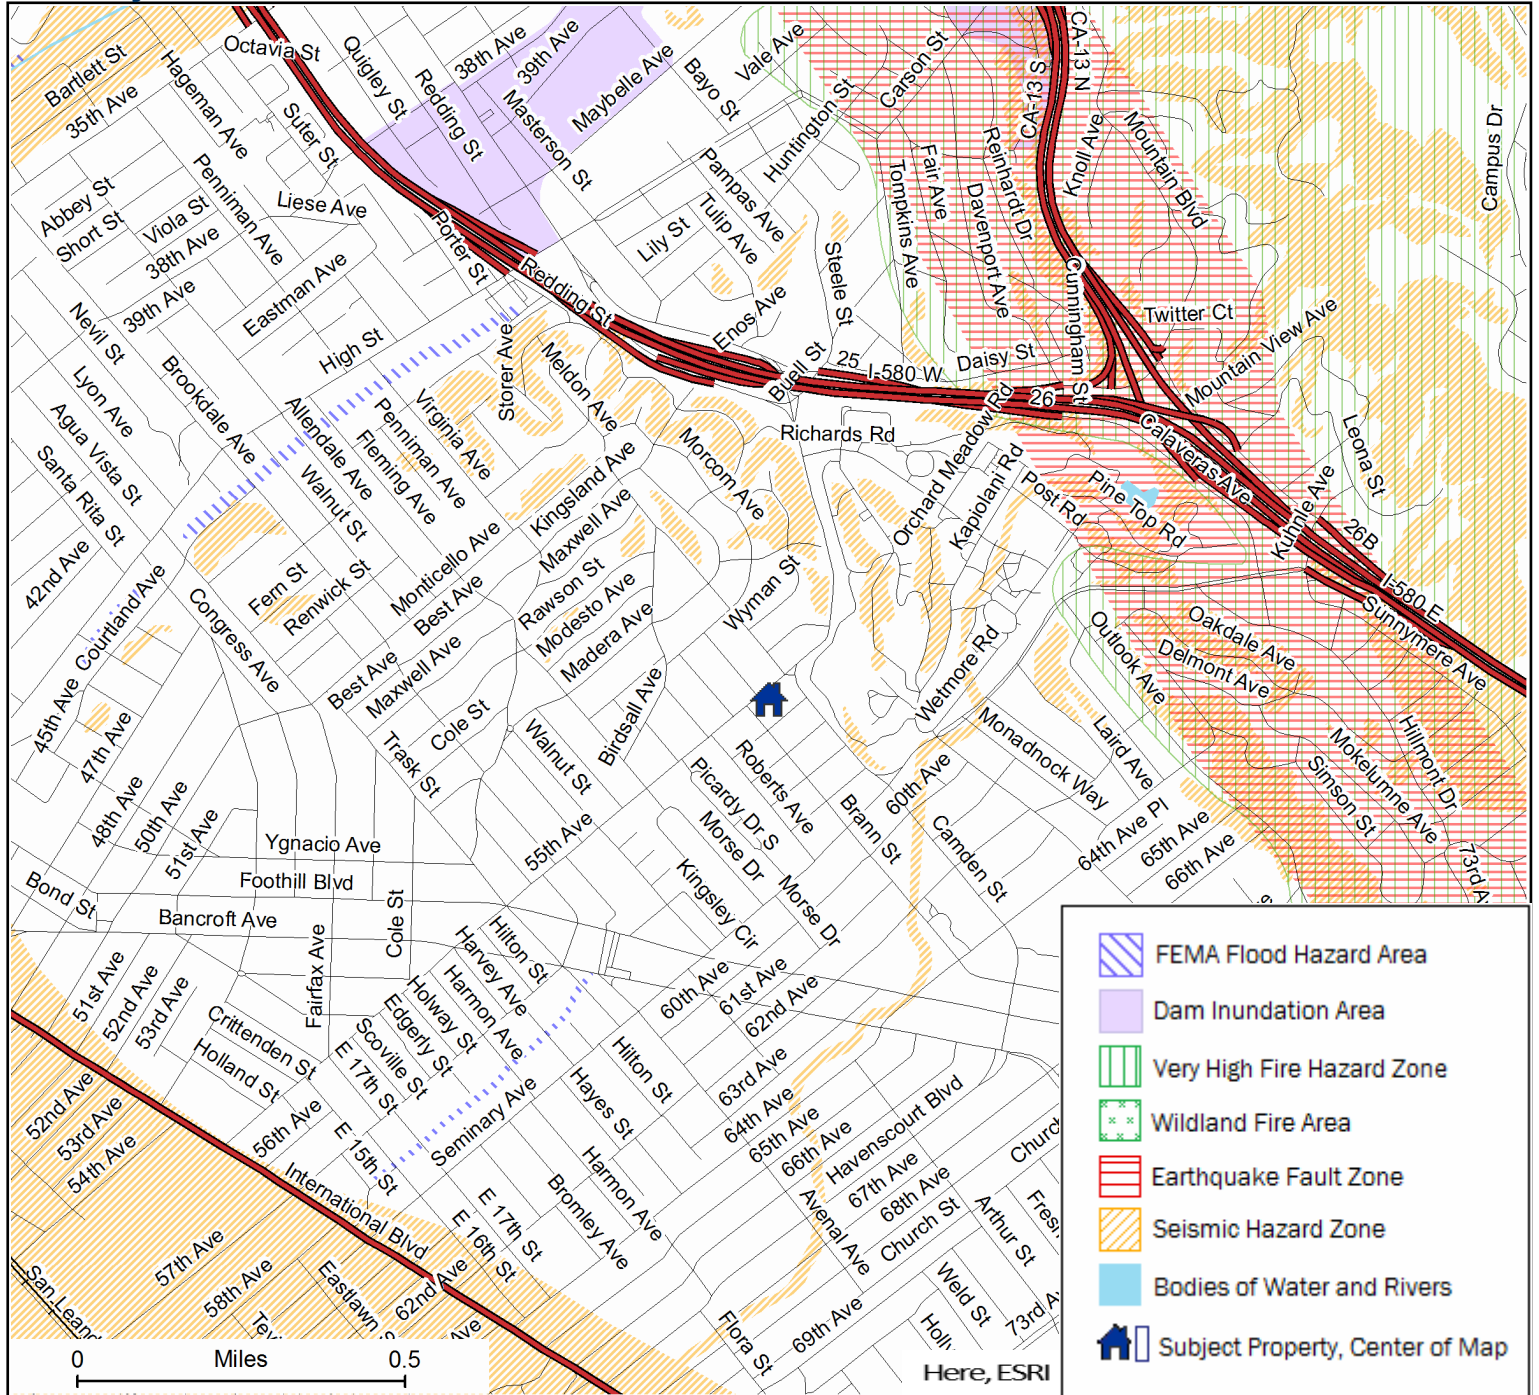 Octavia St
Quigley St
38th Ave
39th Ave
Bayo St
Vale Ave
Carson St
CA-13 N
CA-13 S
Bartlett St
Hageman Ave
35th Ave
Suter St
Redding St
Masterson St
Maybelle Ave
Huntington St
Knoll Ave
Mountain Blvd
Campus Dr
Reinhardt Dr
Fair Ave
Tompkins Ave
Davenport Ave
Penniman Ave
Liese Ave
Abbey St
Short St
Viola St
38th Ave
39th Ave
Eastman Ave
Porter St
Redding St
Pampas Ave
Tulip Ave
Lily St
Steele St
Enos Ave
Cunningham St
Twitter Ct
Mountain View Ave
Daisy St
Nevil St
High St
Storer Ave
Meldon Ave
Buell St
25
I-580 W
26
Lyon Ave
Brookdale Ave
Allendale Ave
Penniman Ave
Virginia Ave
Fleming Ave
Walnut St
Agua Vista St
Santa Rita St
Richards Rd
Orchard Meadow Rd
Kapiolani Rd
Post Rd
Pine Top Rd
Calaveras Ave
Kuhnle Ave
Leona St
26B
I-580 E
Sunnymere Ave
Morcom Ave
Kingsland Ave
Maxwell Ave
Monticello Ave
Best Ave
Rawson St
Modesto Ave
Madera Ave
Wyman St
42nd Ave
Courtland Ave
Fern St
Renwick St
Congress Ave
Best Ave
Maxwell Ave
Cole St
Trask St
Walnut St
Birdsall Ave
Wetmore Rd
Outlook Ave
Oakdale Ave
Delmont Ave
Monadnock Way
Laird Ave
Hillmont Dr
Mokelumne Ave
Simson St
73rd A
45th Ave
47th Ave
48th Ave
50th Ave
51st Ave
Ygnacio Ave
Foothill Blvd
Bancroft Ave
Bond St
Cole St
Fairfax Ave
55th Ave
Roberts Ave
Picardy Dr S
Morse Dr
Morse Dr
Kingsley Cir
Brann St
60th Ave
Camden St
64th Ave Pl
65th Ave
66th Ave
51st Ave
52nd Ave
53rd Ave
Crittenden St
Holland St
Hilton St
Harvey Ave
Harmon Ave
Holway St
Edgerly St
Scoville St
E 17th St
E 15th St
56th Ave
Seminary Ave
60th Ave
61st Ave
62nd Ave
63rd Ave
64th Ave
65th Ave
66th Ave
Hilton St
Hayes St
Harmon Ave
Bromley Ave
E 17th St
E 16th St
Havenscourt Blvd
67th Ave
68th Ave
Church St
Avenal Ave
Arthur St
Church
Fresn
Weld St
Holly
73rd A
69th Ave
Flora St
52nd Ave
53rd Ave
54th Ave
International Blvd
57th Ave
58th Ave
62nd Ave
Eastlawn S
Ave
San Leand
0 Miles 0.5
Here, ESRI
FEMA Flood Hazard Area
Dam Inundation Area
Very High Fire Hazard Zone
Wildland Fire Area
Earthquake Fault Zone
Seismic Hazard Zone
Bodies of Water and Rivers
Subject Property, Center of Map